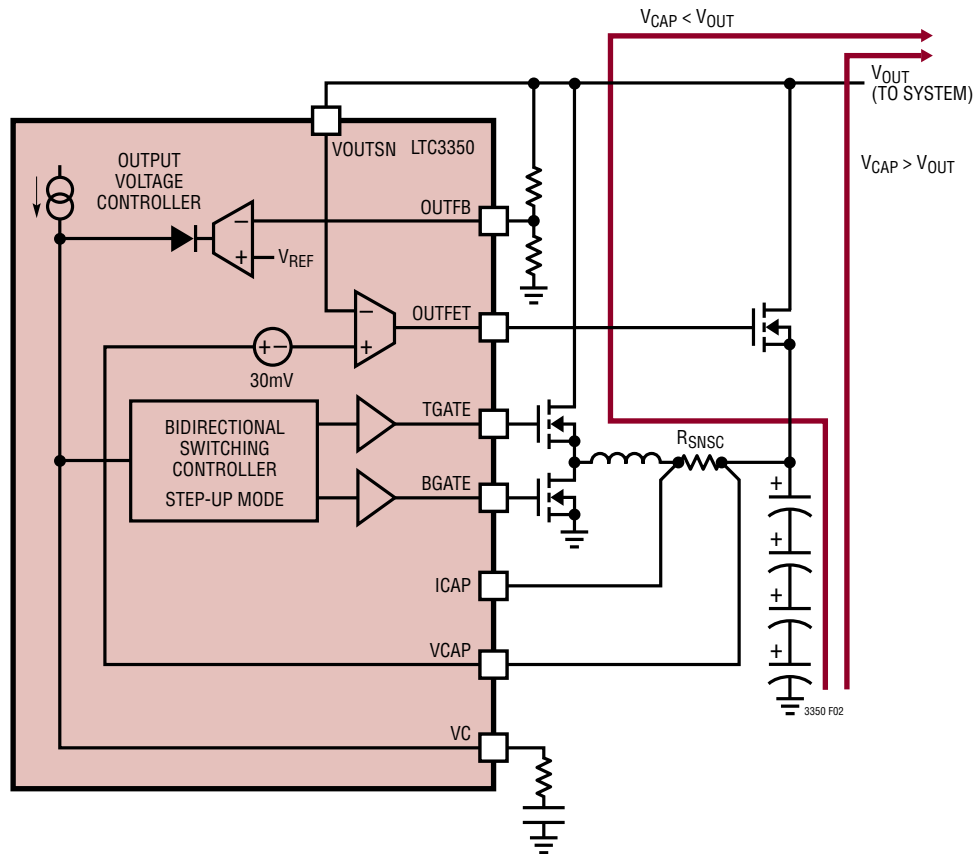 VCAP < VOUT
VOUT
(TO SYSTEM)
VCAP > VOUT
VOUTSN
LTC3350
OUTPUT
VOLTAGE
CONTROLLER
OUTFB
–
+
VREF
OUTFET
–
+
+–
30mV
BIDIRECTIONAL
SWITCHING
CONTROLLER
STEP-UP MODE
TGATE
BGATE
RSNSC
+
+
+
+
ICAP
VCAP
VC
3350 F02